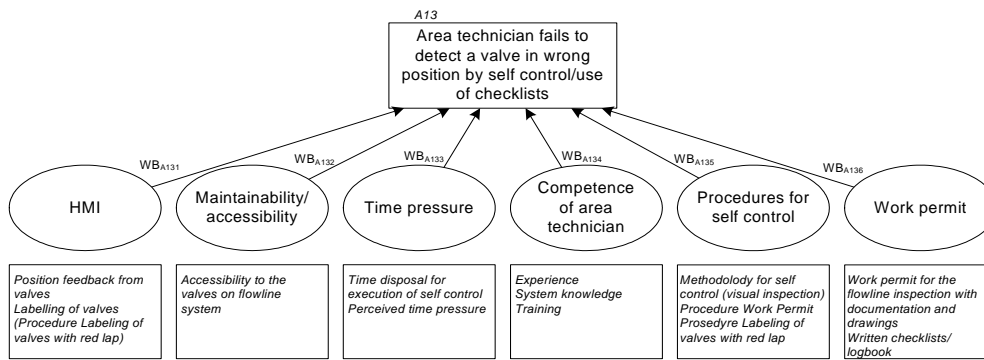 A13
Area technician fails to
detect a valve in wrong
position by self control/use
of checklists
WBA131
WBA132
WBA133
WBA134
WBA135
WBA136
HMI
Maintainability/
accessibility
Time pressure
Competence
of area
technician
Procedures for
self control
Work permit
Position feedback from
valves
Labelling of valves
(Procedure Labeling of
valves with red lap)
Accessibility to the
valves on flowline
system
Time disposal for
execution of self control
Perceived time pressure
Experience
System knowledge
Training
Methodolody for self
control (visual inspection)
Procedure Work Permit
Prosedyre Labeling of
valves with red lap
Work permit for the
flowline inspection with
documentation and
drawings
Written checklists/
logbook